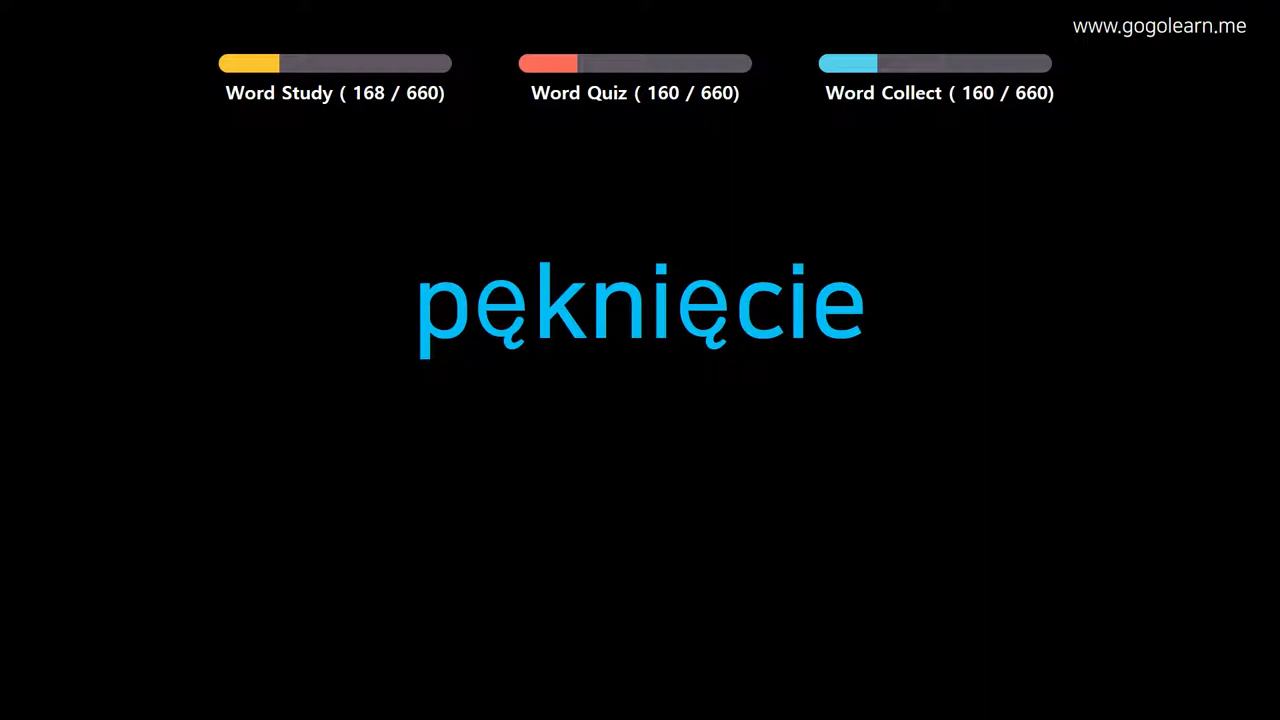 www.gogolearn.me
Word Study ( 168 / 660)
Word Quiz ( 160 / 660)
Word Collect ( 160 / 660)
pęknięcie